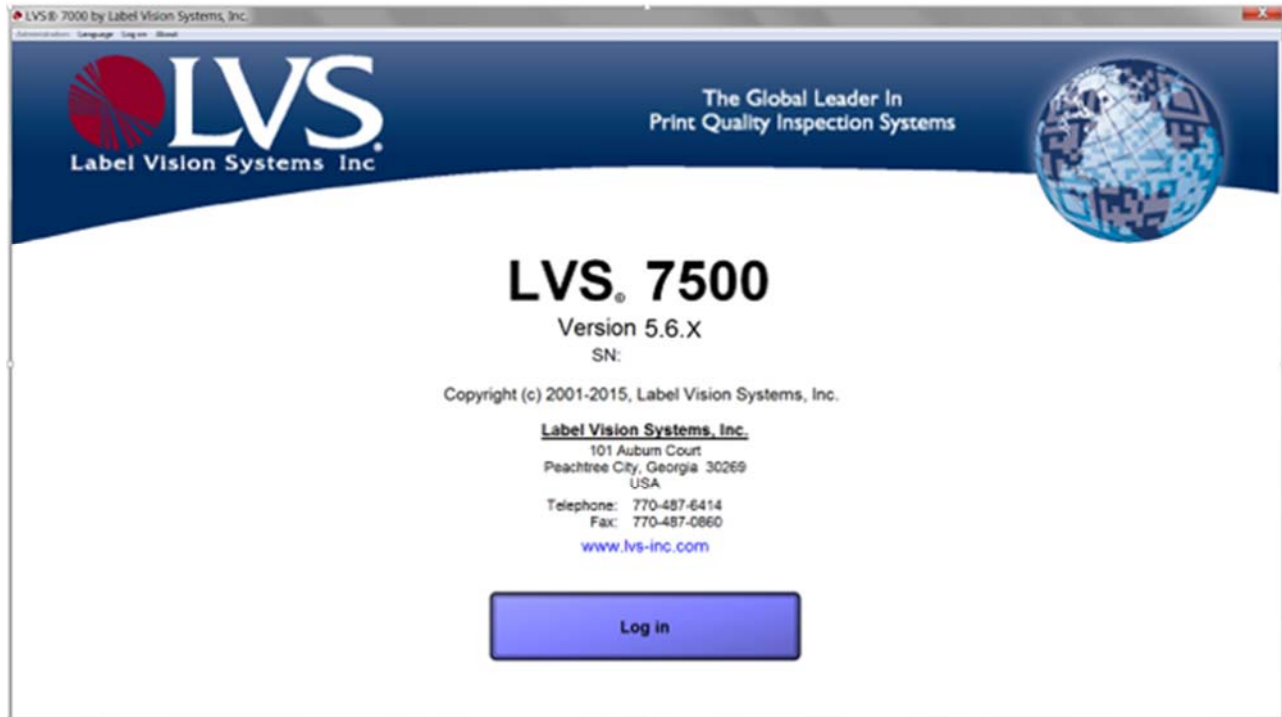 LVS® 7000 by Label Vision Systems, Inc.
Administration Language Log on About
LVS®
Label Vision Systems Inc
The Global Leader In
Print Quality Inspection Systems
LVS® 7500
Version 5.6.X
SN:
Copyright (c) 2001-2015, Label Vision Systems, Inc.
Label Vision Systems, Inc.
101 Auburn Court
Peachtree City, Georgia 30269
USA
Telephone: 770-487-6414
Fax: 770-487-0860
www.lvs-inc.com
Log in